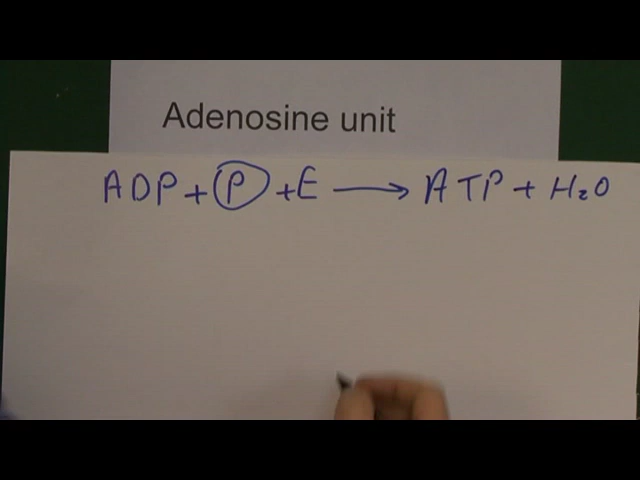 Adenosine unit
ADP + P + E → ATP + H₂O